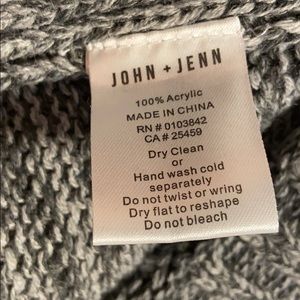 JOHN + JENN
100% Acrylic
MADE IN CHINA
RN # 0103842
CA # 25459
Dry Clean
or
Hand wash cold
separately
Do not twist or wring
Dry flat to reshape
Do not bleach